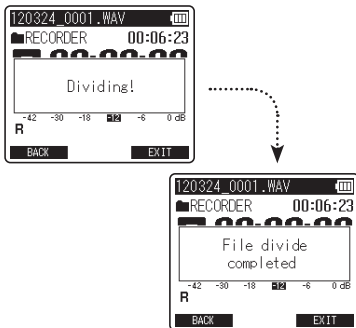 120324_0001.WAV
RECORDER 00:06:23
Dividing!
-42 -30 -18 -12 -6 0 dB
R
BACK EXIT
120324_0001.WAV
RECORDER 00:06:23
File divide
completed
-42 -30 -18 -12 -6 0 dB
R
BACK EXIT